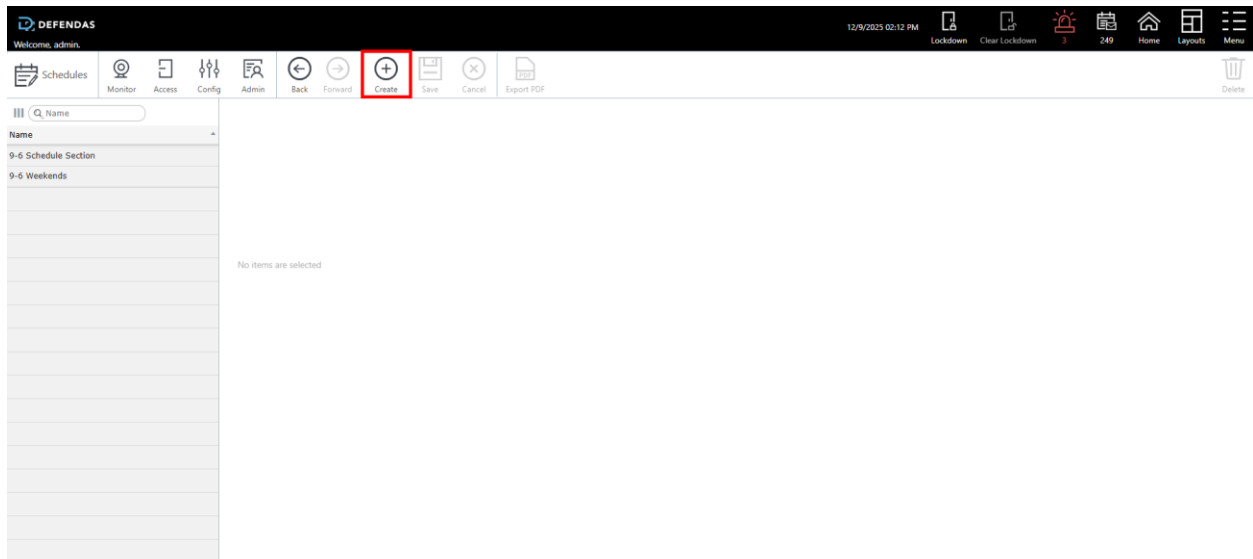 DEFENDAS
Welcome, admin.
12/9/2025 02:12 PM
Lockdown
Clear Lockdown
3
249
Home
Layouts
Menu
Schedules
Monitor
Access
Config
Admin
Back
Forward
Create
Save
Cancel
PDF
Export PDF
Delete
Name
Name
9-6 Schedule Section
9-6 Weekends
No items are selected